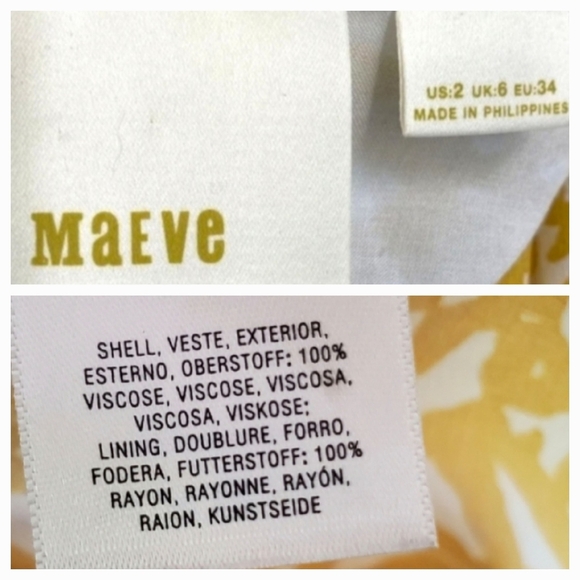 US:2 UK:6 EU:34
MADE IN PHILIPPINES
MaEve
SHELL, VESTE, EXTERIOR,
ESTERNO, OBERSTOFF: 100%
VISCOSE, VISCOSE, VISCOSA,
VISCOSA, VISKOSE;
LINING, DOUBLURE, FORRO,
FODERA, FUTTERSTOFF: 100%
RAYON, RAYONNE, RAYÓN,
RAION, KUNSTSEIDE